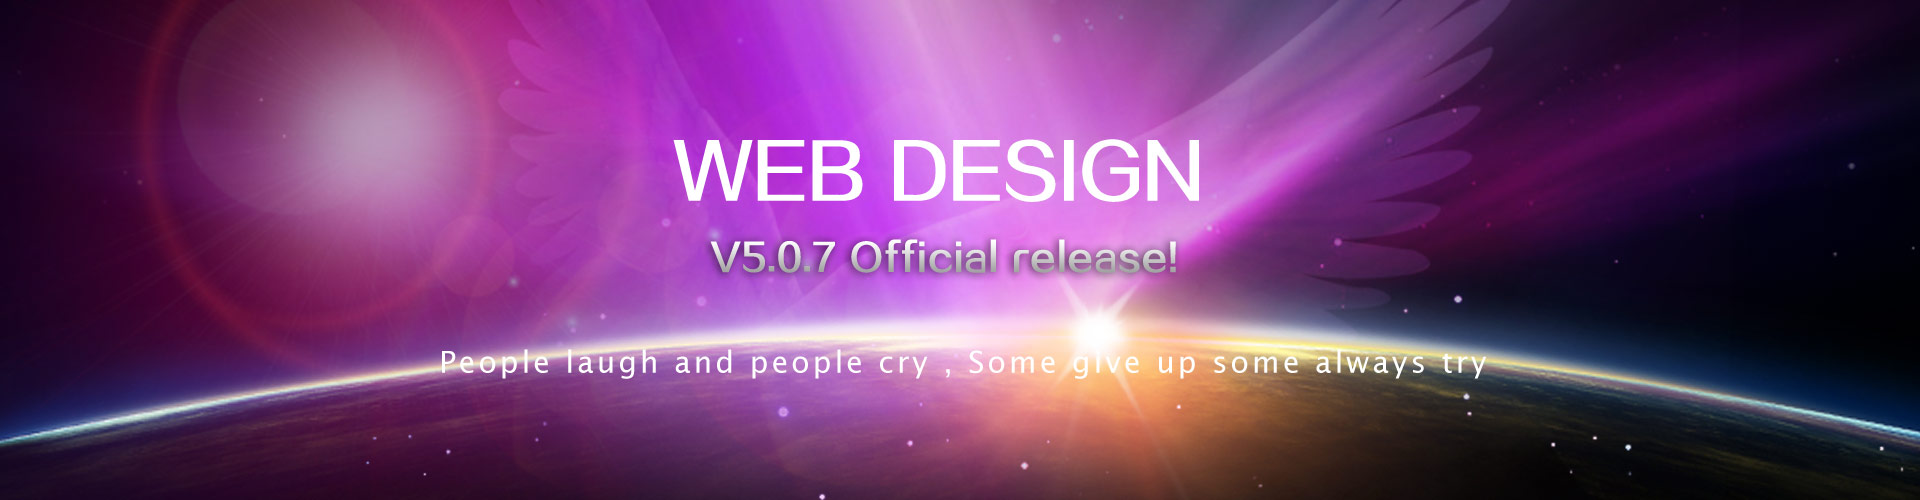 WEB DESIGN
V5.0.7 Official release!
People laugh and people cry , Some give up some always try